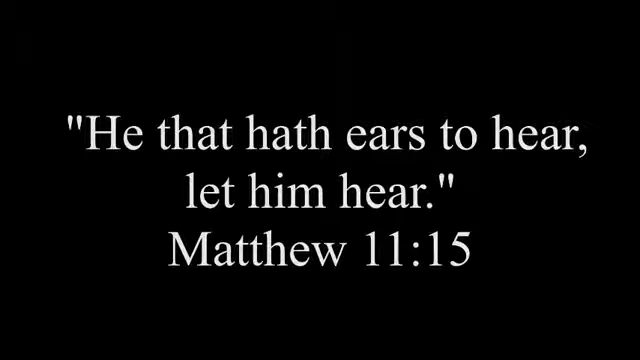 "He that hath ears to hear,
let him hear."
Matthew 11:15